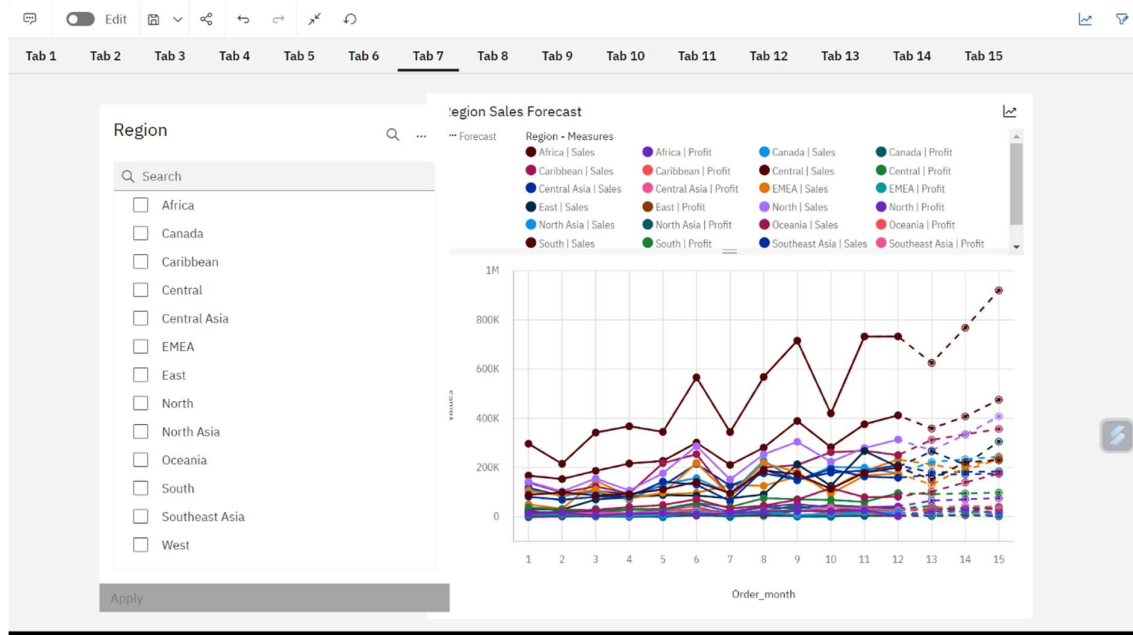 Edit
Tab 1 Tab 2 Tab 3 Tab 4 Tab 5 Tab 6 Tab 7 Tab 8 Tab 9 Tab 10 Tab 11 Tab 12 Tab 13 Tab 14 Tab 15
Region
Search
Africa
Canada
Caribbean
Central
Central Asia
EMEA
East
North
North Asia
Oceania
South
Southeast Asia
West
Apply
egion Sales Forecast
Forecast
Region - Measures
Africa | Sales Africa | Profit Canada | Sales Canada | Profit
Caribbean | Sales Caribbean | Profit Central | Sales Central | Profit
Central Asia | Sales Central Asia | Profit EMEA | Sales EMEA | Profit
East | Sales East | Profit North | Sales North | Profit
North Asia | Sales North Asia | Profit Oceania | Sales Oceania | Profit
South | Sales South | Profit Southeast Asia | Sales Southeast Asia | Profit
1M
800K
600K
400K
200K
0
1 2 3 4 5 6 7 8 9 10 11 12 13 14 15
Order_month